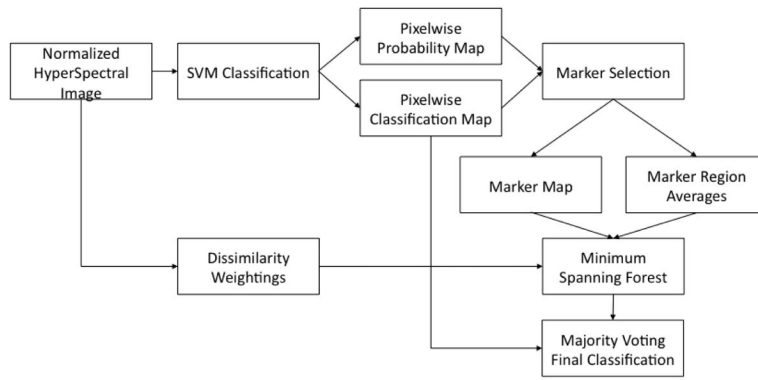 Normalized
HyperSpectral
Image
SVM Classification
Pixelwise
Probability Map
Pixelwise
Classification Map
Marker Selection
Marker Map
Marker Region
Averages
Dissimilarity
Weightings
Minimum
Spanning Forest
Majority Voting
Final Classification